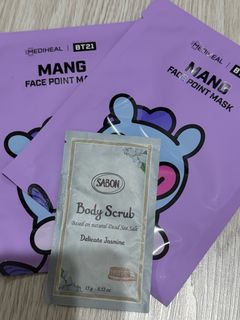 MEDIHEAL | BT21
MANG
FACE POINT MASK
MEDIHEAL | BT21
MANG
FACE POINT MASK
SABON
Body Scrub
Based on natural Dead Sea Salt
Delicate Jasmine